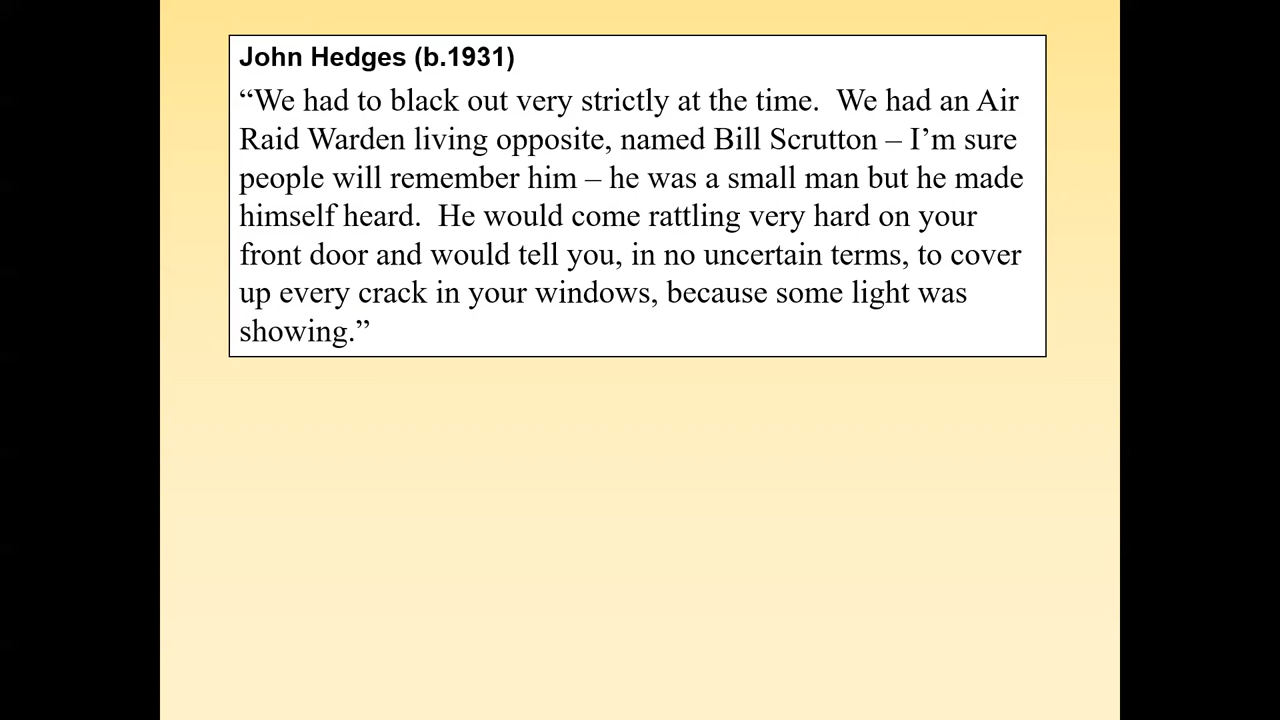 John Hedges (b.1931)
“We had to black out very strictly at the time.  We had an Air
Raid Warden living opposite, named Bill Scrutton – I’m sure
people will remember him – he was a small man but he made
himself heard.  He would come rattling very hard on your
front door and would tell you, in no uncertain terms, to cover
up every crack in your windows, because some light was
showing.”